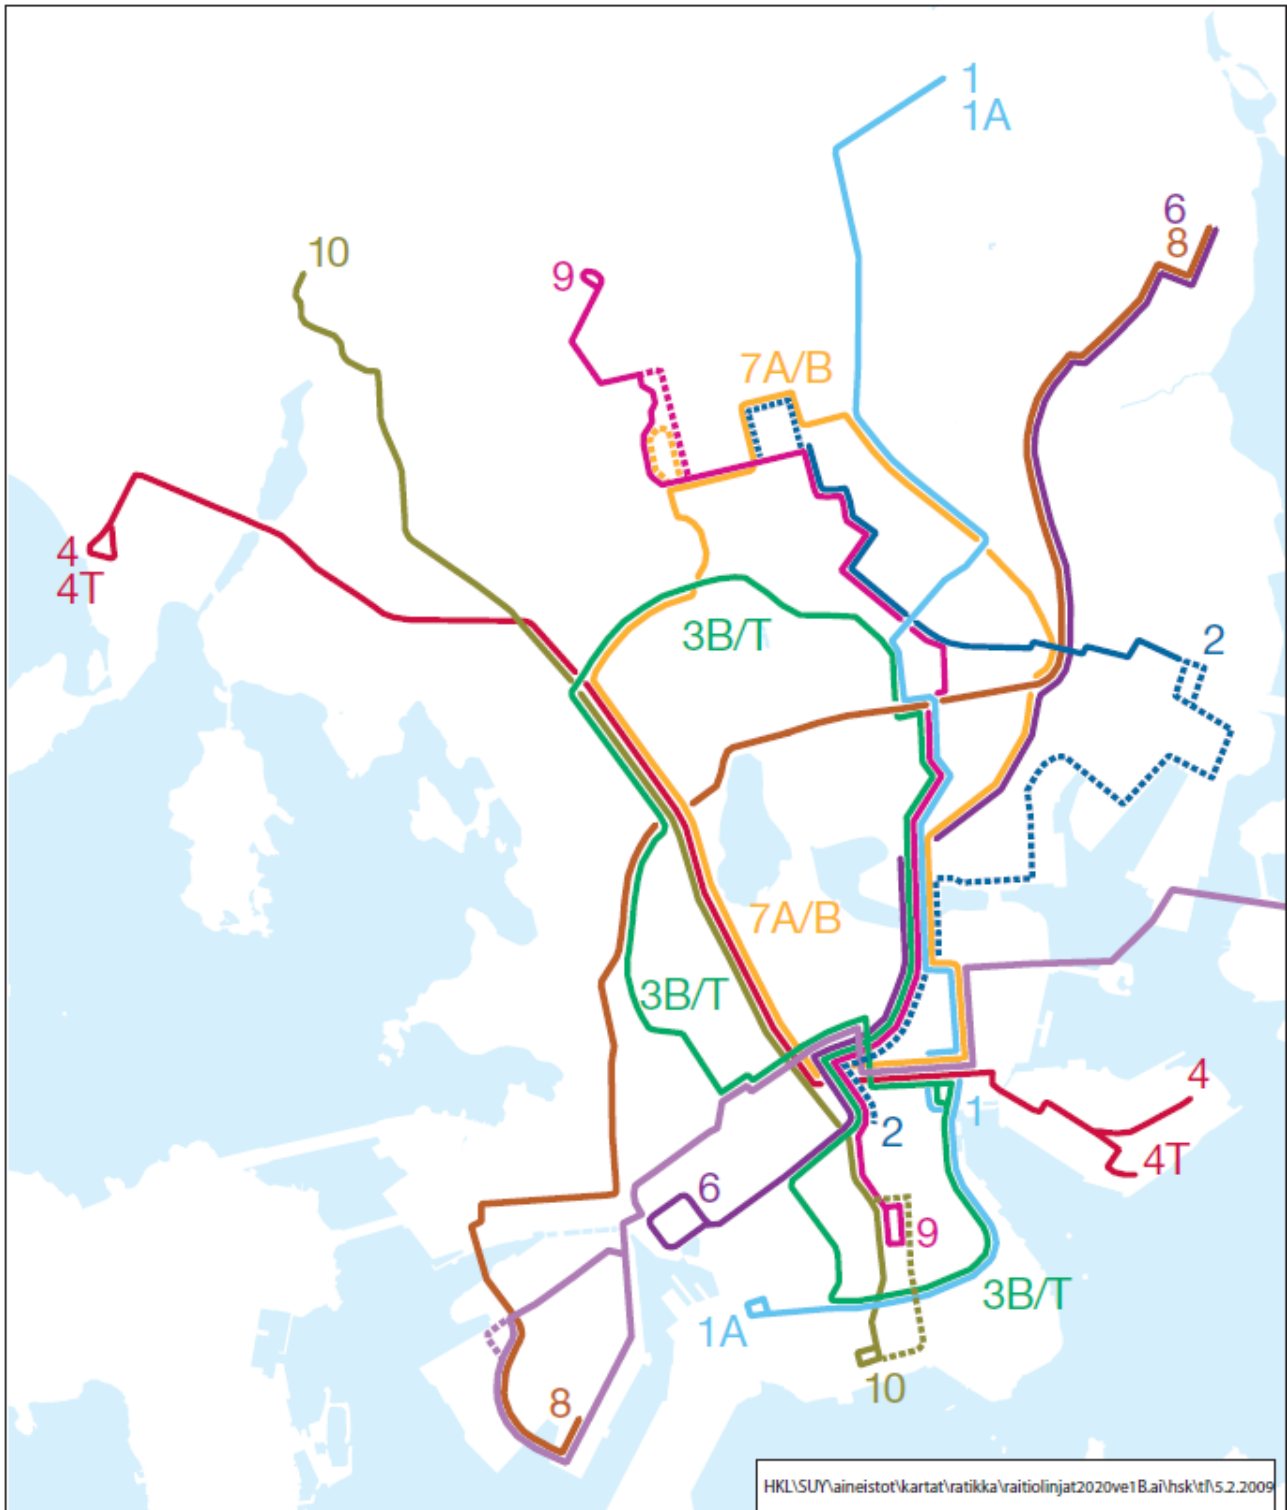 1
1A
6
8
10
9
7A/B
4
4T
3B/T
2
7A/B
3B/T
4
1
2
4T
6
9
3B/T
1A
10
8
HKL\SUY\aineistot\kartat\ratikka\raitiolinjat2020ve1B.ai\hsk\tl\5.2.2009